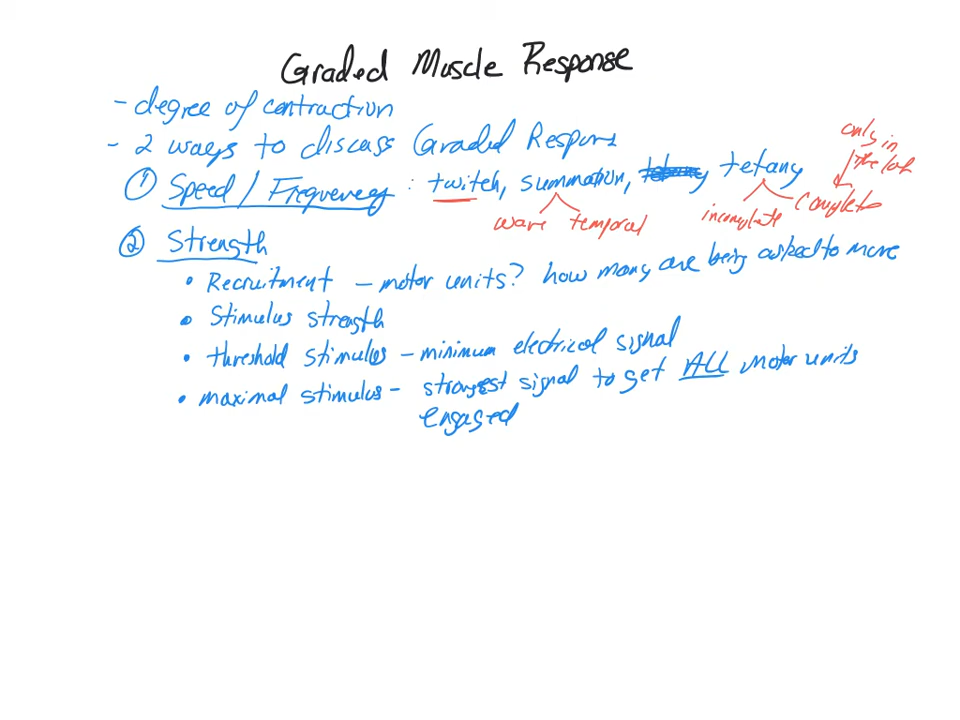 Graded Muscle Response
- degree of contraction
- 2 ways to discuss Graded Respons
① Speed / Frequency : twitch, summation, tetany
only in
the lab
wave temporal
incomplete complete
② Strength
• Recruitment - motor units? how many are being asked to move
• Stimulus strength
• threshold stimulus - minimum electrical signal
• maximal stimulus - strongest signal to get ALL motor units
engaged